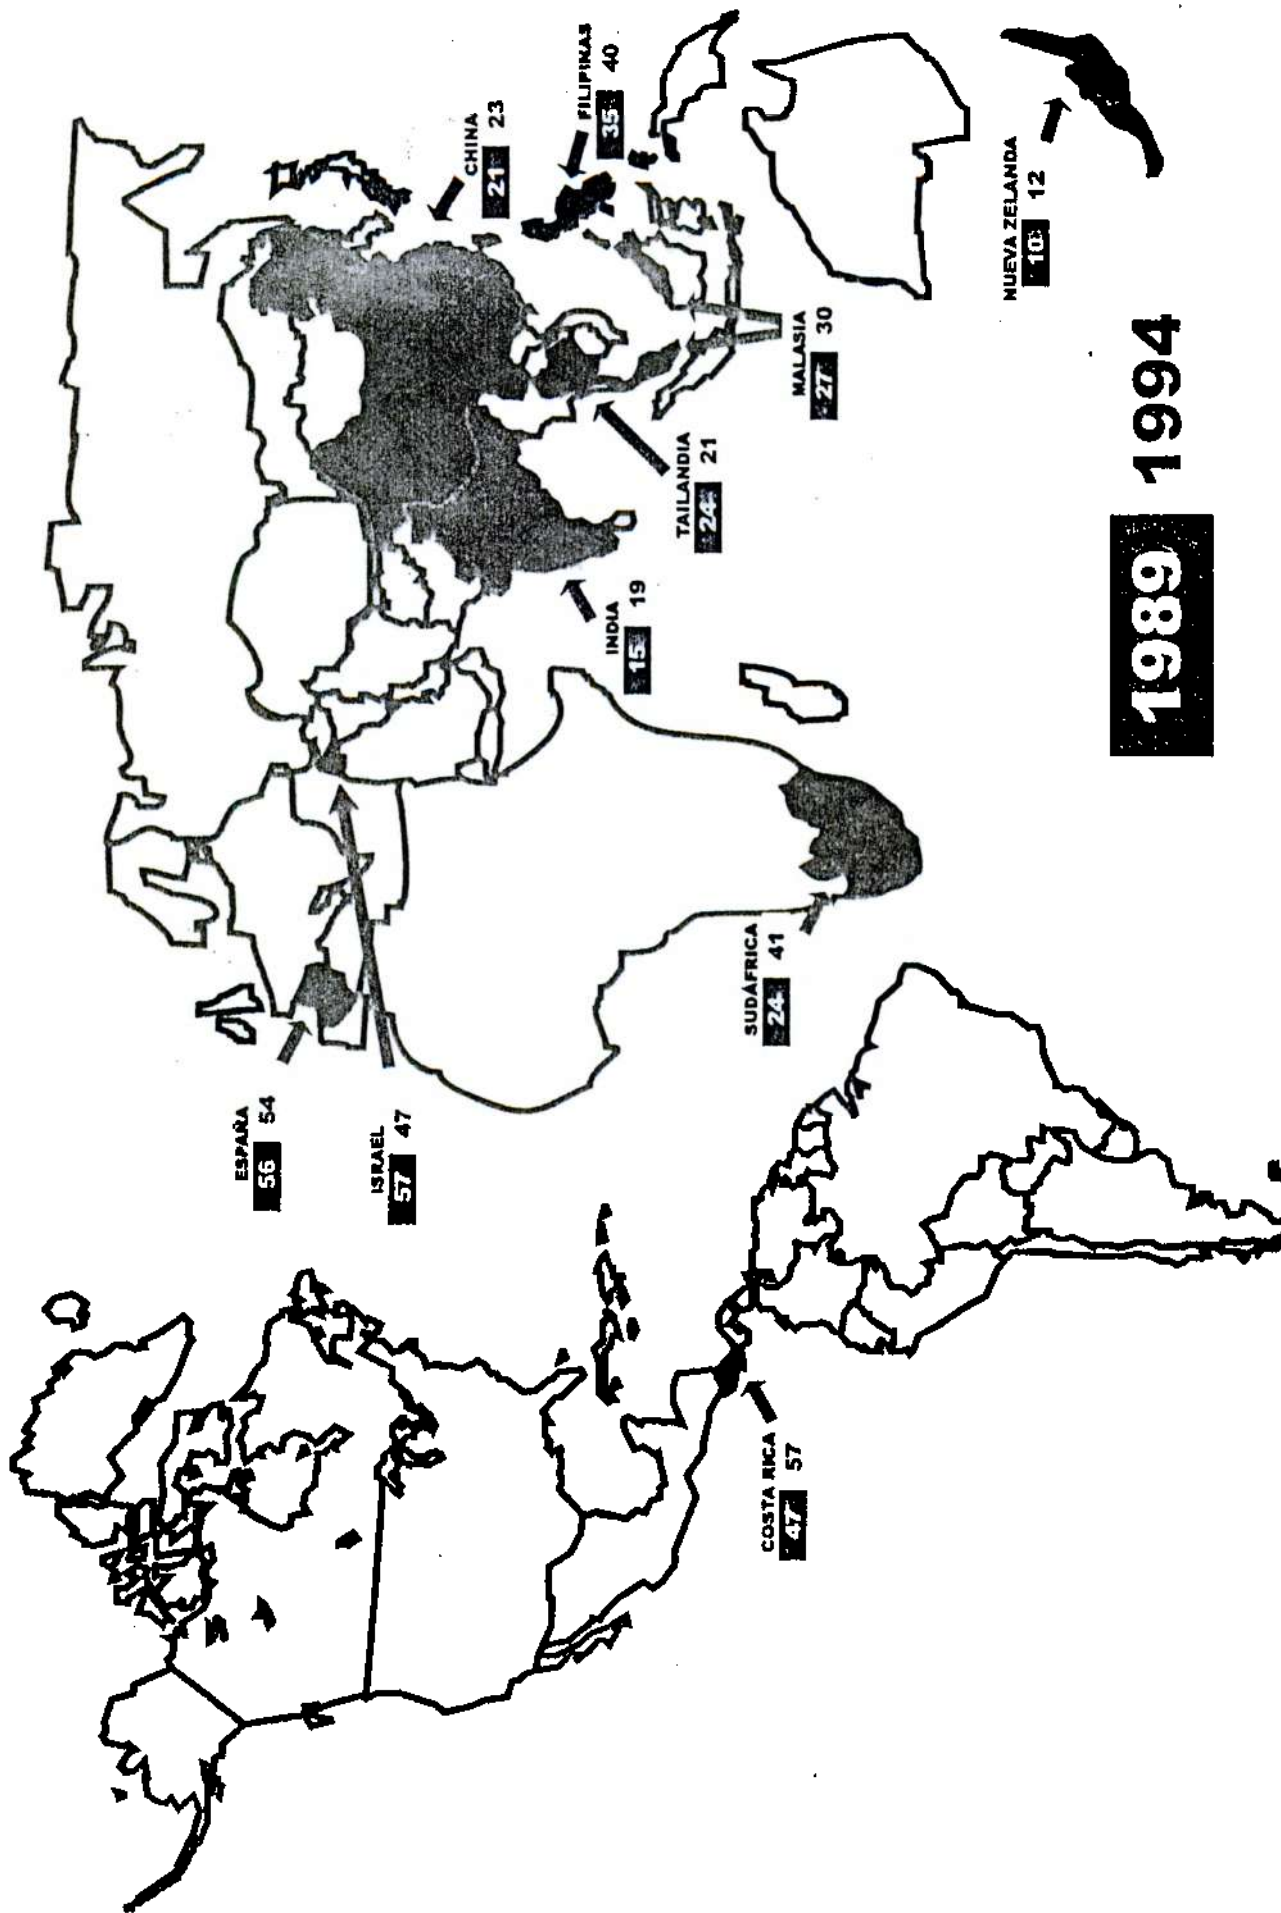 ESPAÑA
56 54
ISRAEL
57 47
COSTA RICA
47 57
SUDÁFRICA
24 41
INDIA
15 19
TAILANDIA
24 21
MALASIA
27 30
CHINA
21 23
FILIPINAS
35 40
NUEVA ZELANDA
10 12
1989 1994